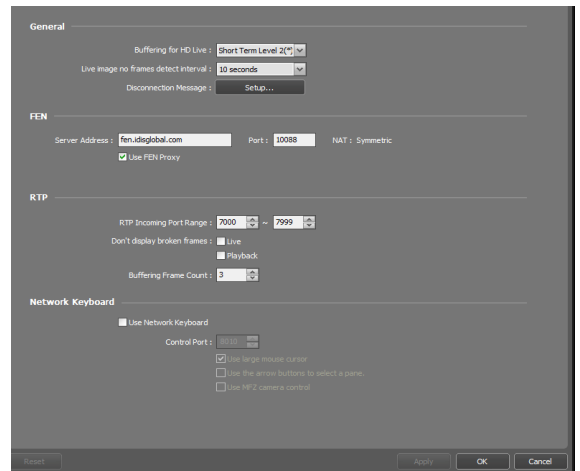 General
Buffering for HD Live : Short Term Level 2(*)
Live image no frames detect interval : 10 seconds
Disconnection Message : Setup...
FEN
Server Address : fen.idisglobal.com Port : 10088 NAT : Symmetric
Use FEN Proxy
RTP
RTP Incoming Port Range : 7000 ~ 7999
Don't display broken frames : Live
Playback
Buffering Frame Count : 3
Network Keyboard
Use Network Keyboard
Control Port : 8010
Use large mouse cursor
Use the arrow buttons to select a pane.
Use MFZ camera control
Reset Apply OK Cancel